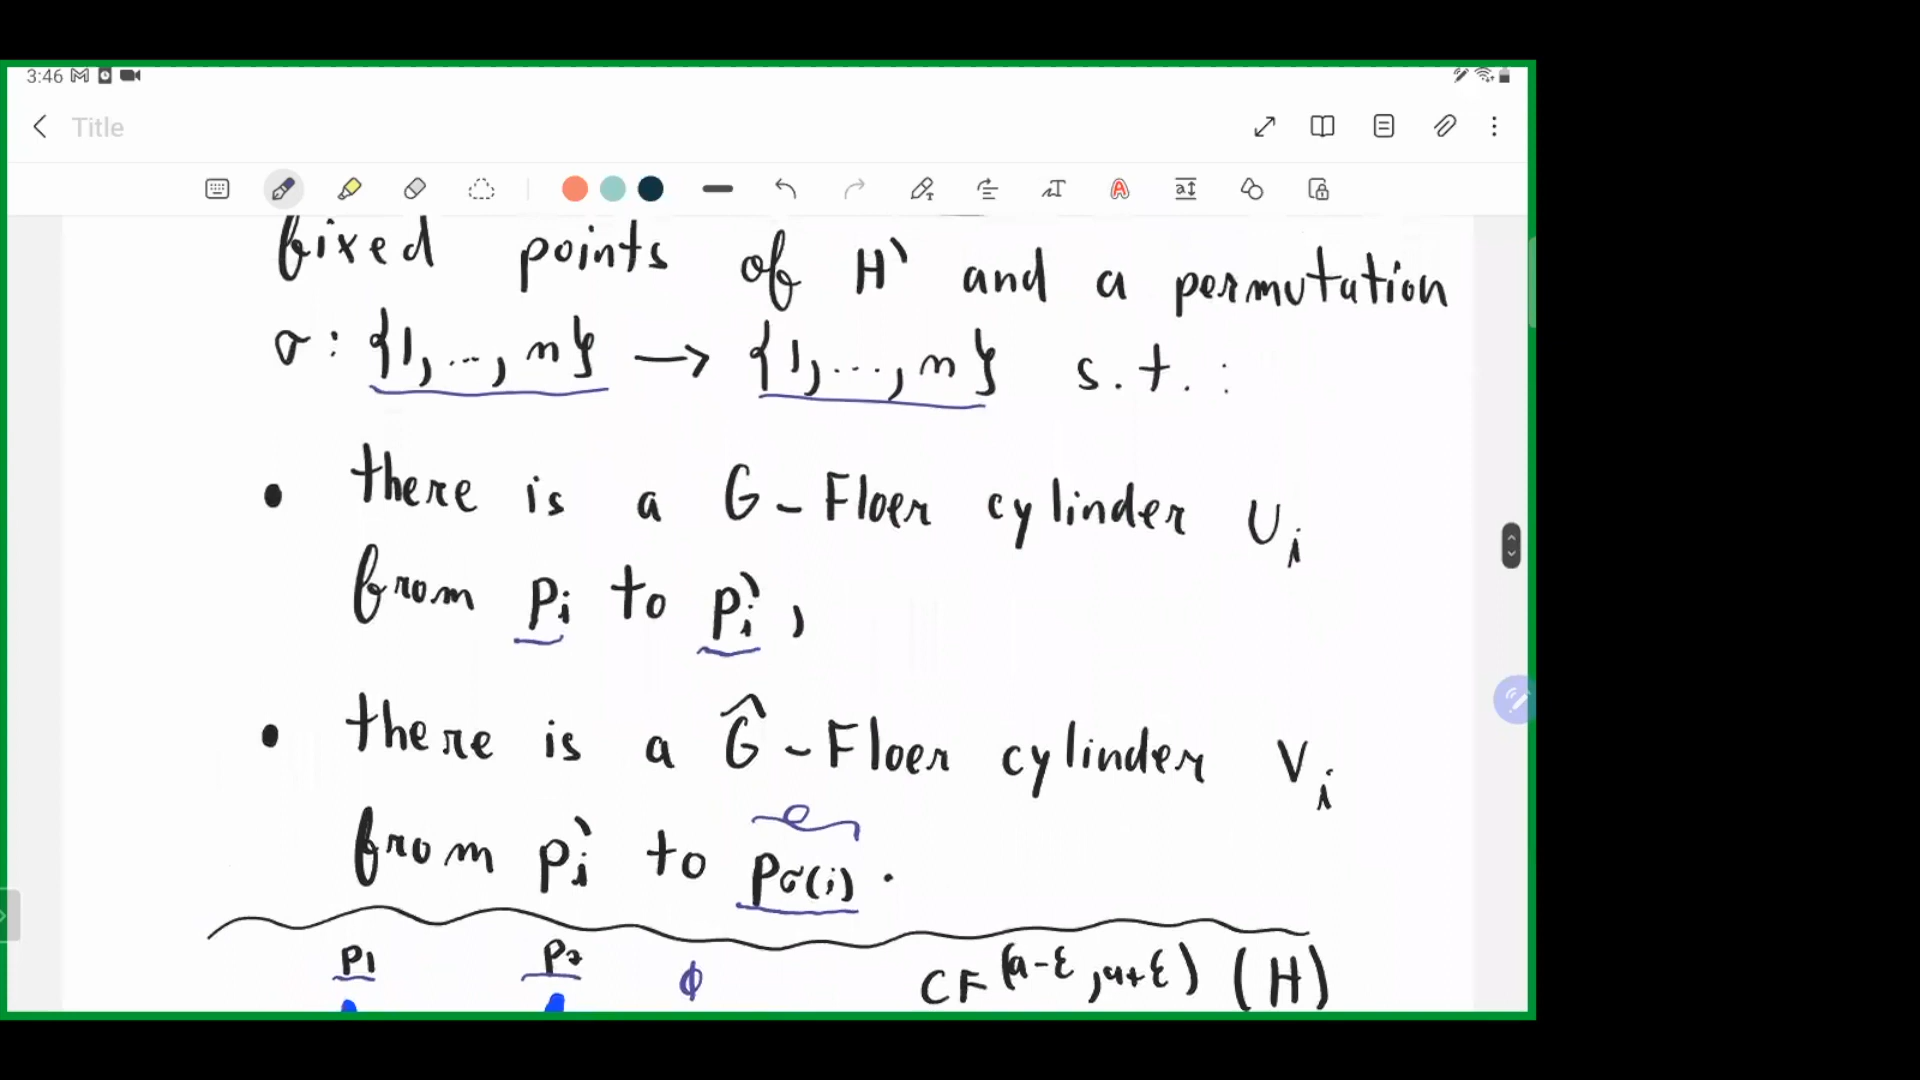 3:46
Title
fixed points of H' and a permutation
σ: {1,...,n} → {1,...,n} s.t.:
• there is a G-Floer cylinder u_i
from p_i to p_i',
• there is a Ĝ-Floer cylinder v_i
from p_i' to p_σ(i).
p_1 p_2 φ CF^(a-ε,a+ε) (H)